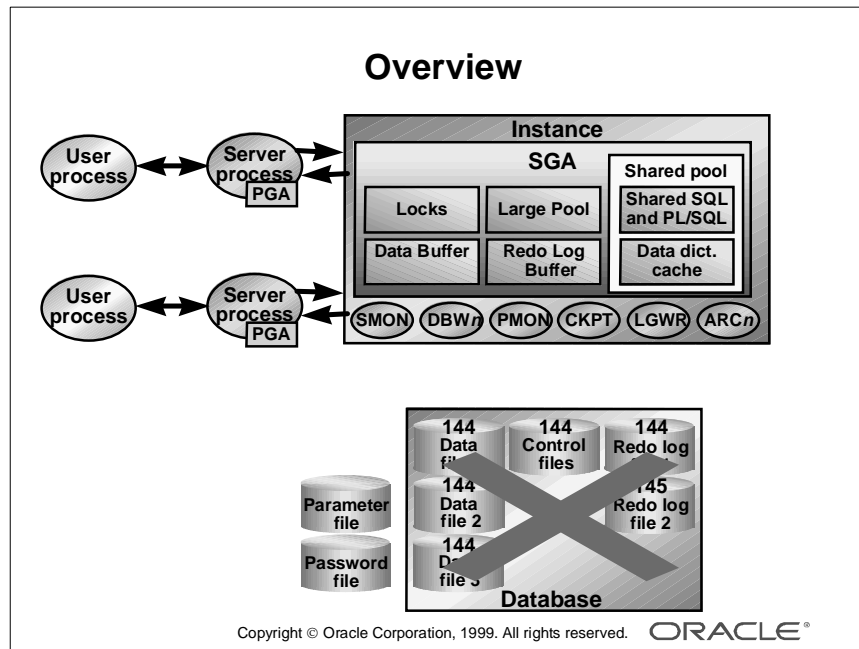 Overview
Instance
SGA
Shared pool
User
process
Server
process
PGA
Locks
Large Pool
Shared SQL
and PL/SQL
Data Buffer
Redo Log
Buffer
Data dict.
cache
User
process
Server
process
PGA
SMON
DBWn
PMON
CKPT
LGWR
ARCn
144
Data
144
Control
files
144
Redo log
Parameter
file
144
Data
file 2
145
Redo log
file 2
Password
file
144
file 3
Database
Copyright © Oracle Corporation, 1999. All rights reserved.
ORACLE®